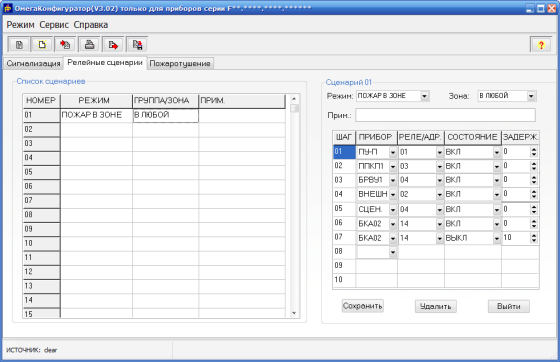 ОмегаКонфигуратор(V3.02) только для приборов серии F**,****,****,******
Режим Сервис Справка
Сигнализация Релейные сценарии Пожаротушение
Список сценариев
НОМЕР РЕЖИМ ГРУППА/ЗОНА ПРИМ.
01 ПОЖАР В ЗОНЕ В ЛЮБОЙ
02
03
04
05
06
07
08
09
10
11
12
13
14
15
Сценарий 01
Режим: ПОЖАР В ЗОНЕ Зона: В ЛЮБОЙ
Прим.:
ШАГ ПРИБОР РЕЛЕ/АДР. СОСТОЯНИЕ ЗАДЕРЖ
01 ПУ-П 01 ВКЛ 0
02 ППКП1 03 ВКЛ 0
03 БРВУ1 04 ВКЛ 0
04 ВНЕШН 02 ВКЛ 0
05 СЦЕН. 04 ВКЛ 0
06 БКА02 14 ВКЛ 0
07 БКА02 14 ВЫКЛ 10
08
09
10
Сохранить Удалить Выйти
ИСТОЧНИК: clear